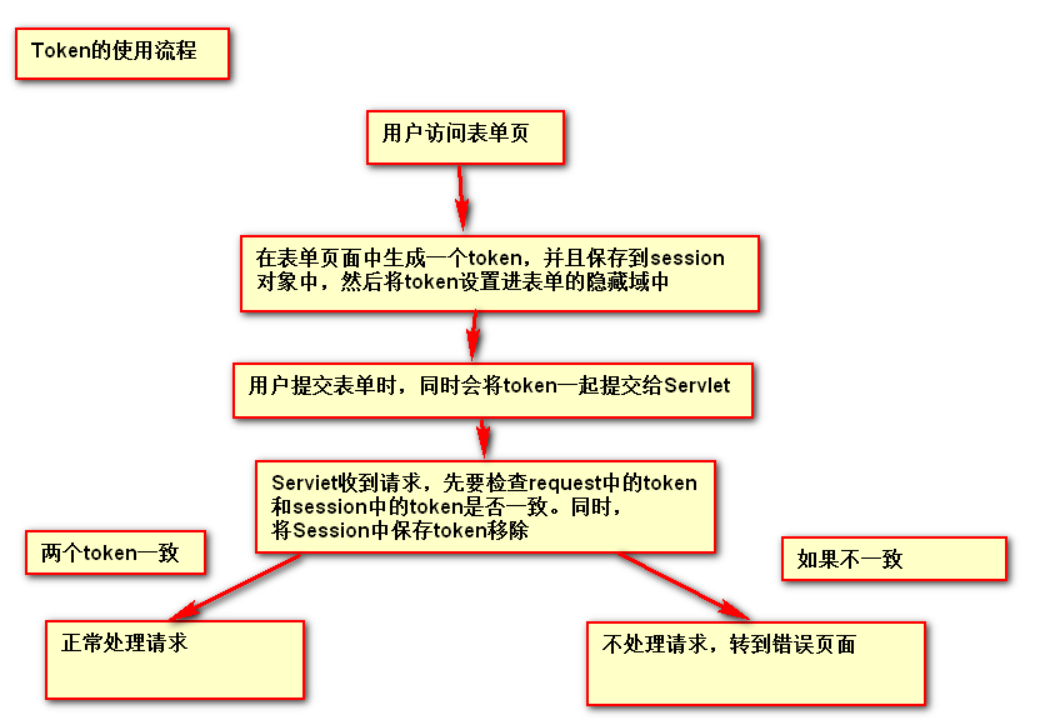 Token的使用流程
用户访问表单页
在表单页面中生成一个token，并且保存到session
对象中，然后将token设置进表单的隐藏域中
用户提交表单时，同时会将token一起提交给Servlet
Serviet收到请求，先要检查request中的token
和session中的token是否一致。同时，
将Session中保存token移除
两个token一致
如果不一致
正常处理请求
不处理请求，转到错误页面